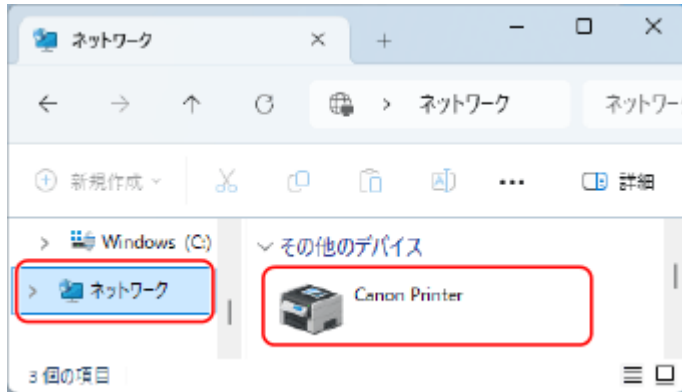 ネットワーク
ネットワーク ネットワー
新規作成 詳細
Windows (C:)
その他のデバイス
ネットワーク
Canon Printer
3 個の項目